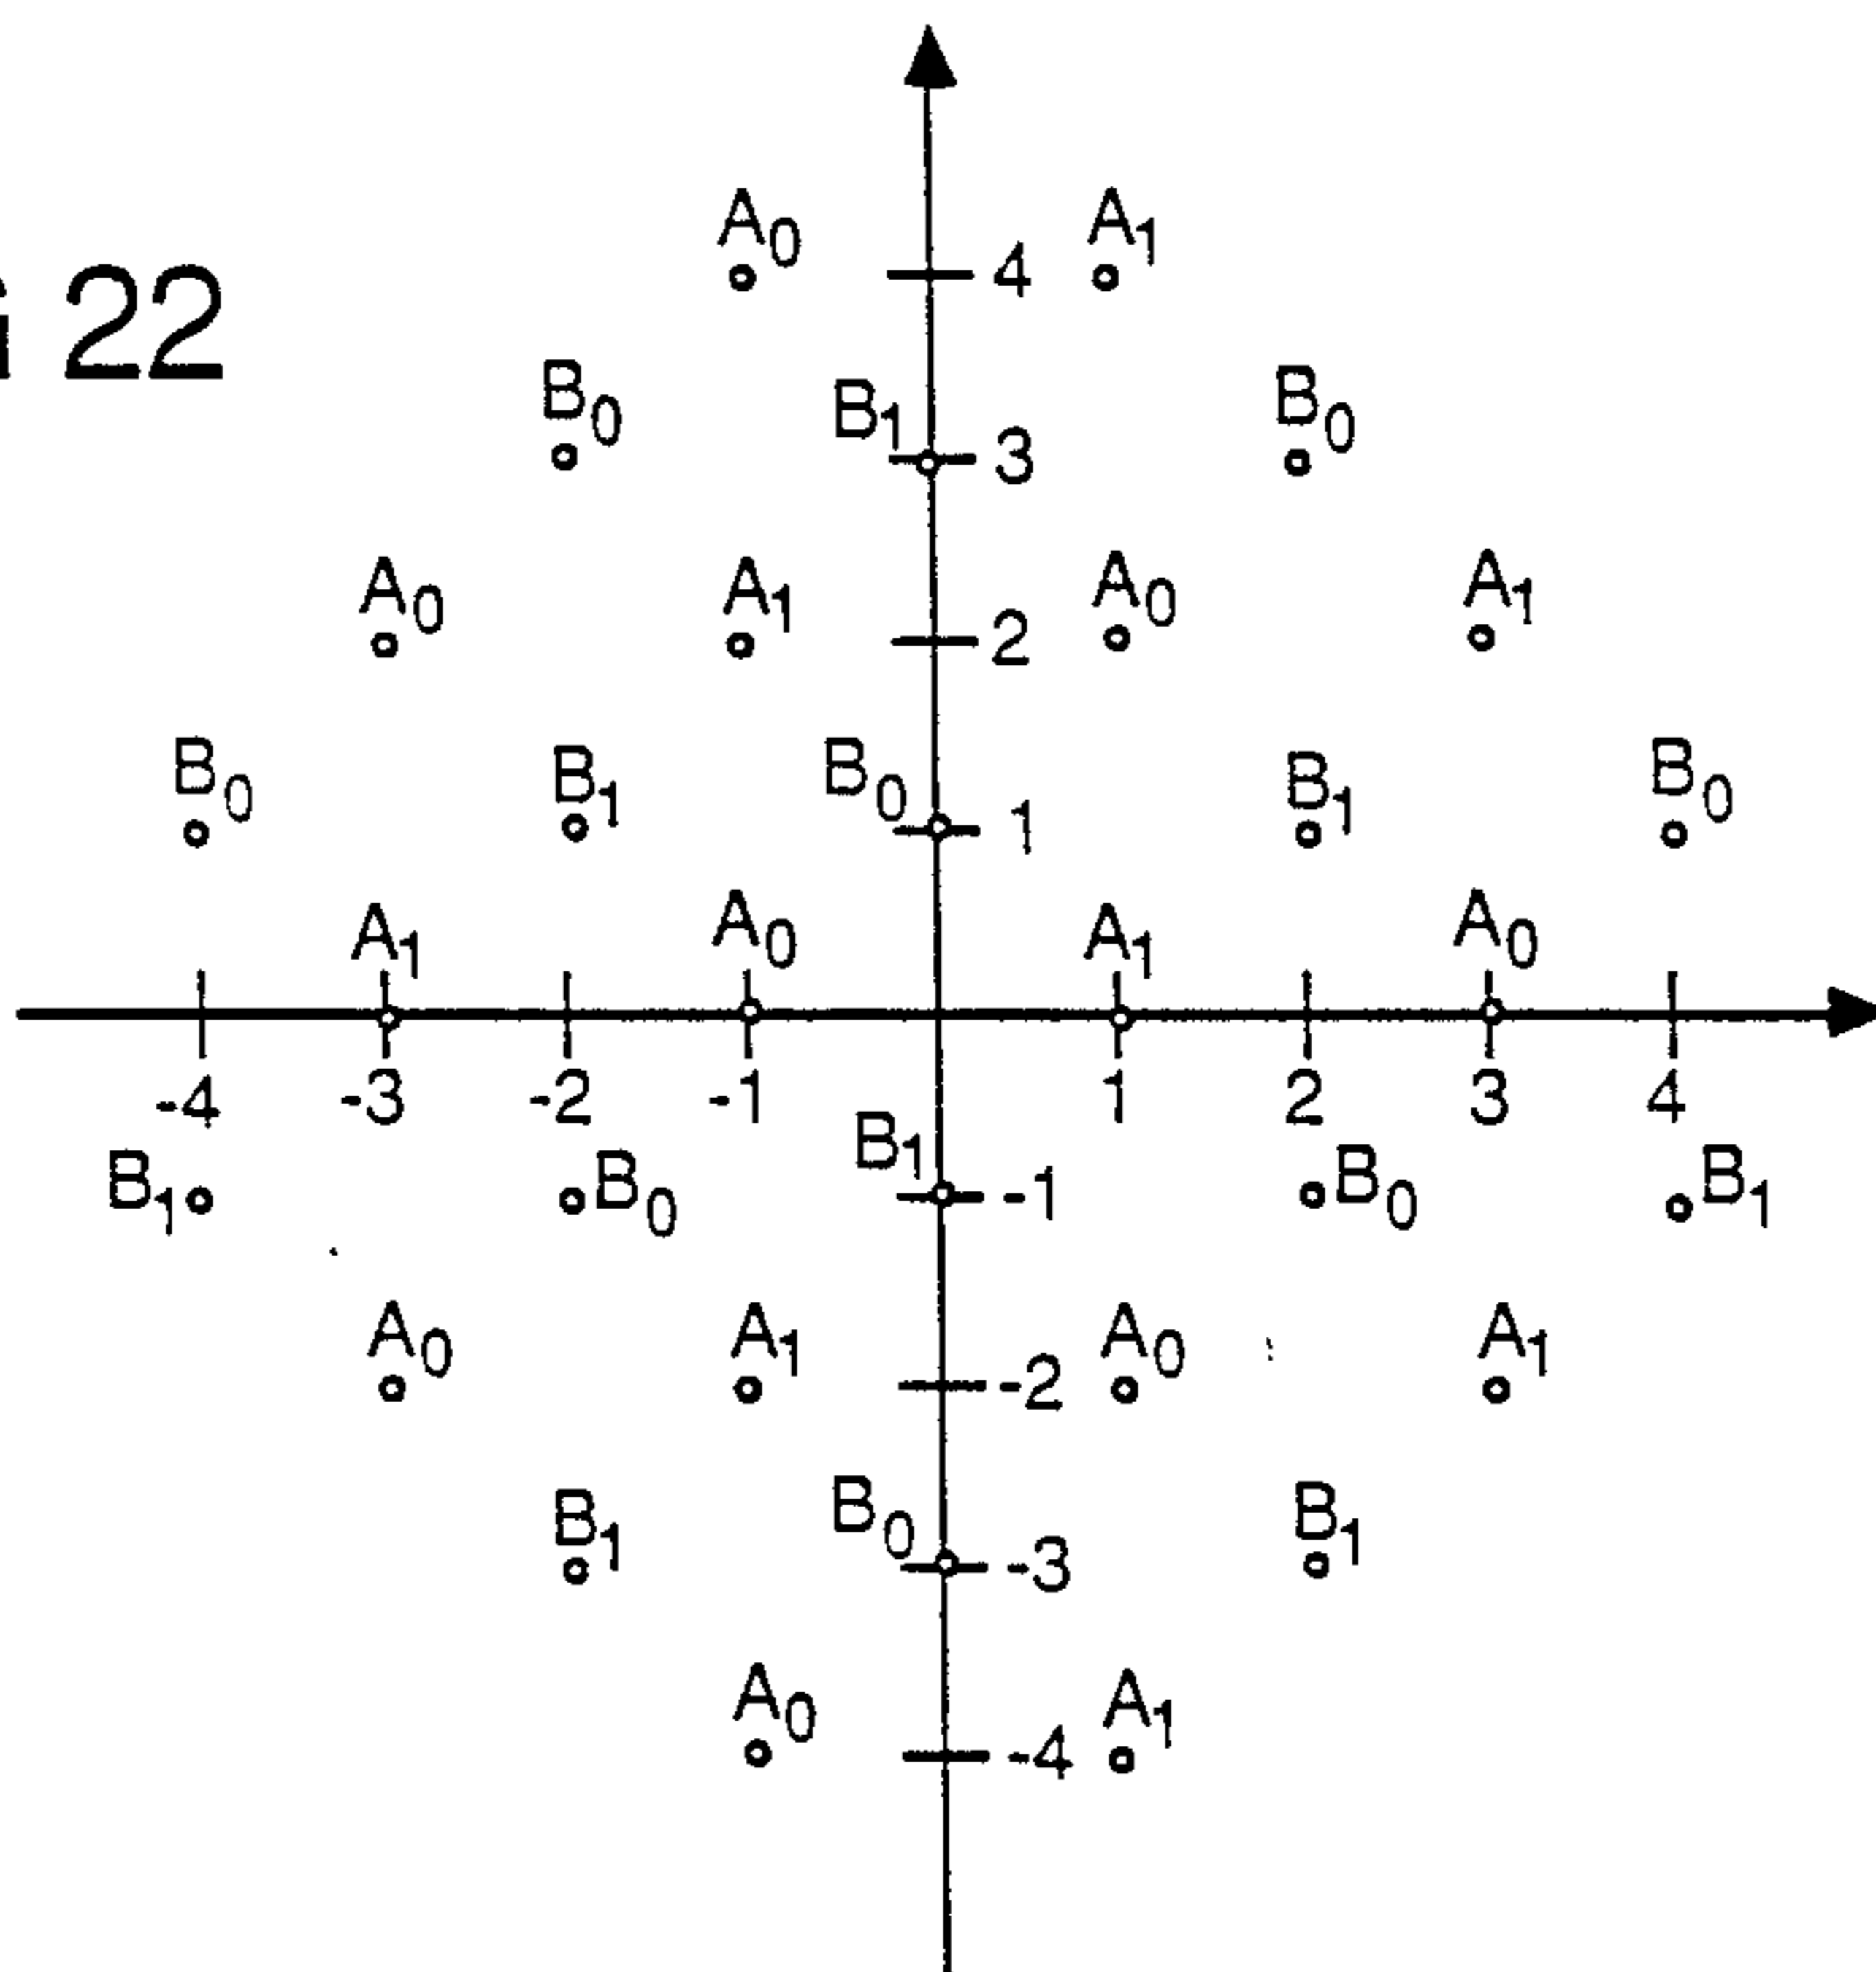 A0 A1
4
22
B0 B1 B0
3
A0 A1 A0 A1
2
B0 B1 B0 B1 B0
1
A1 A0 A1 A0
-4 -3 -2 -1 1 2 3 4
B1 B0 B1 -1 B0 B1
A0 A1 A0 A1
-2
B1 B0 B1
-3
A0 A1
-4